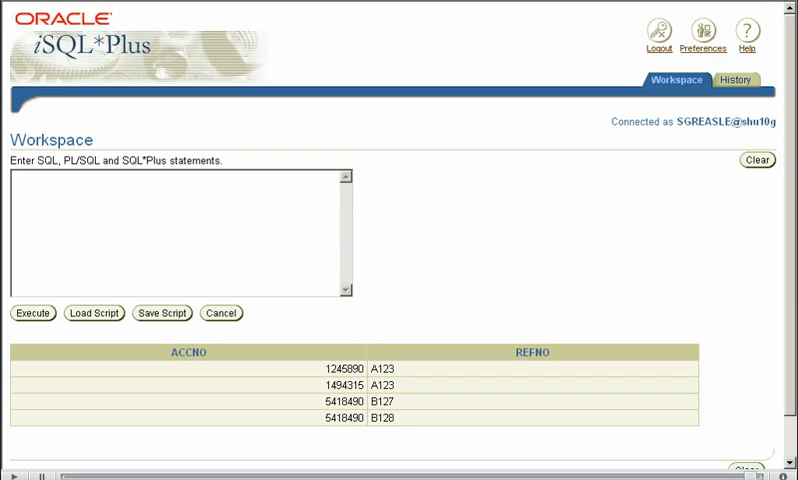 ORACLE
iSQL*Plus
Logout Preferences Help
Workspace History
Connected as SGREASLE@shu10g
Workspace
Enter SQL, PL/SQL and SQL*Plus statements.
Clear
Execute Load Script Save Script Cancel
ACCNO REFNO
1245890 A123
1494315 A123
5418490 B127
5418490 B128
Clear